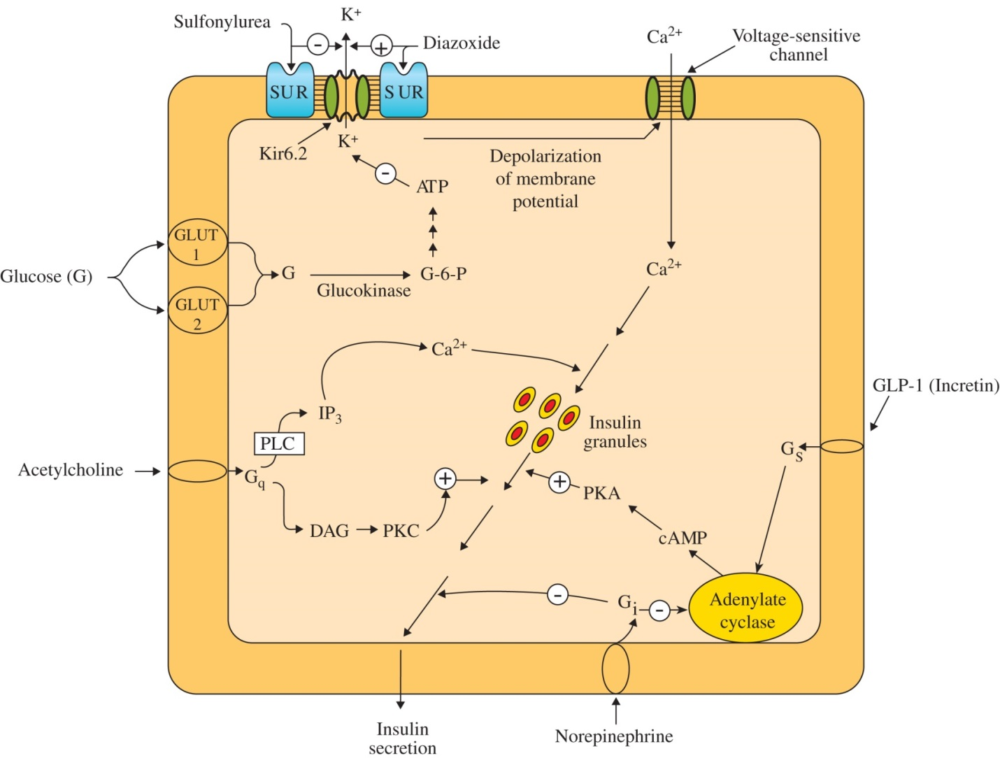 Sulfonylurea
K+
Diazoxide
Ca2+
Voltage-sensitive
channel
-
+
SUR
SUR
Kir6.2
K+
-
ATP
Depolarization
of membrane
potential
GLUT
1
Glucose (G)
G
Glucokinase
G-6-P
Ca2+
GLUT
2
Ca2+
GLP-1 (Incretin)
IP3
Insulin
granules
PLC
Acetylcholine
Gq
GS
+
+
PKA
DAG
PKC
cAMP
-
Gi
-
Adenylate
cyclase
Insulin
secretion
Norepinephrine